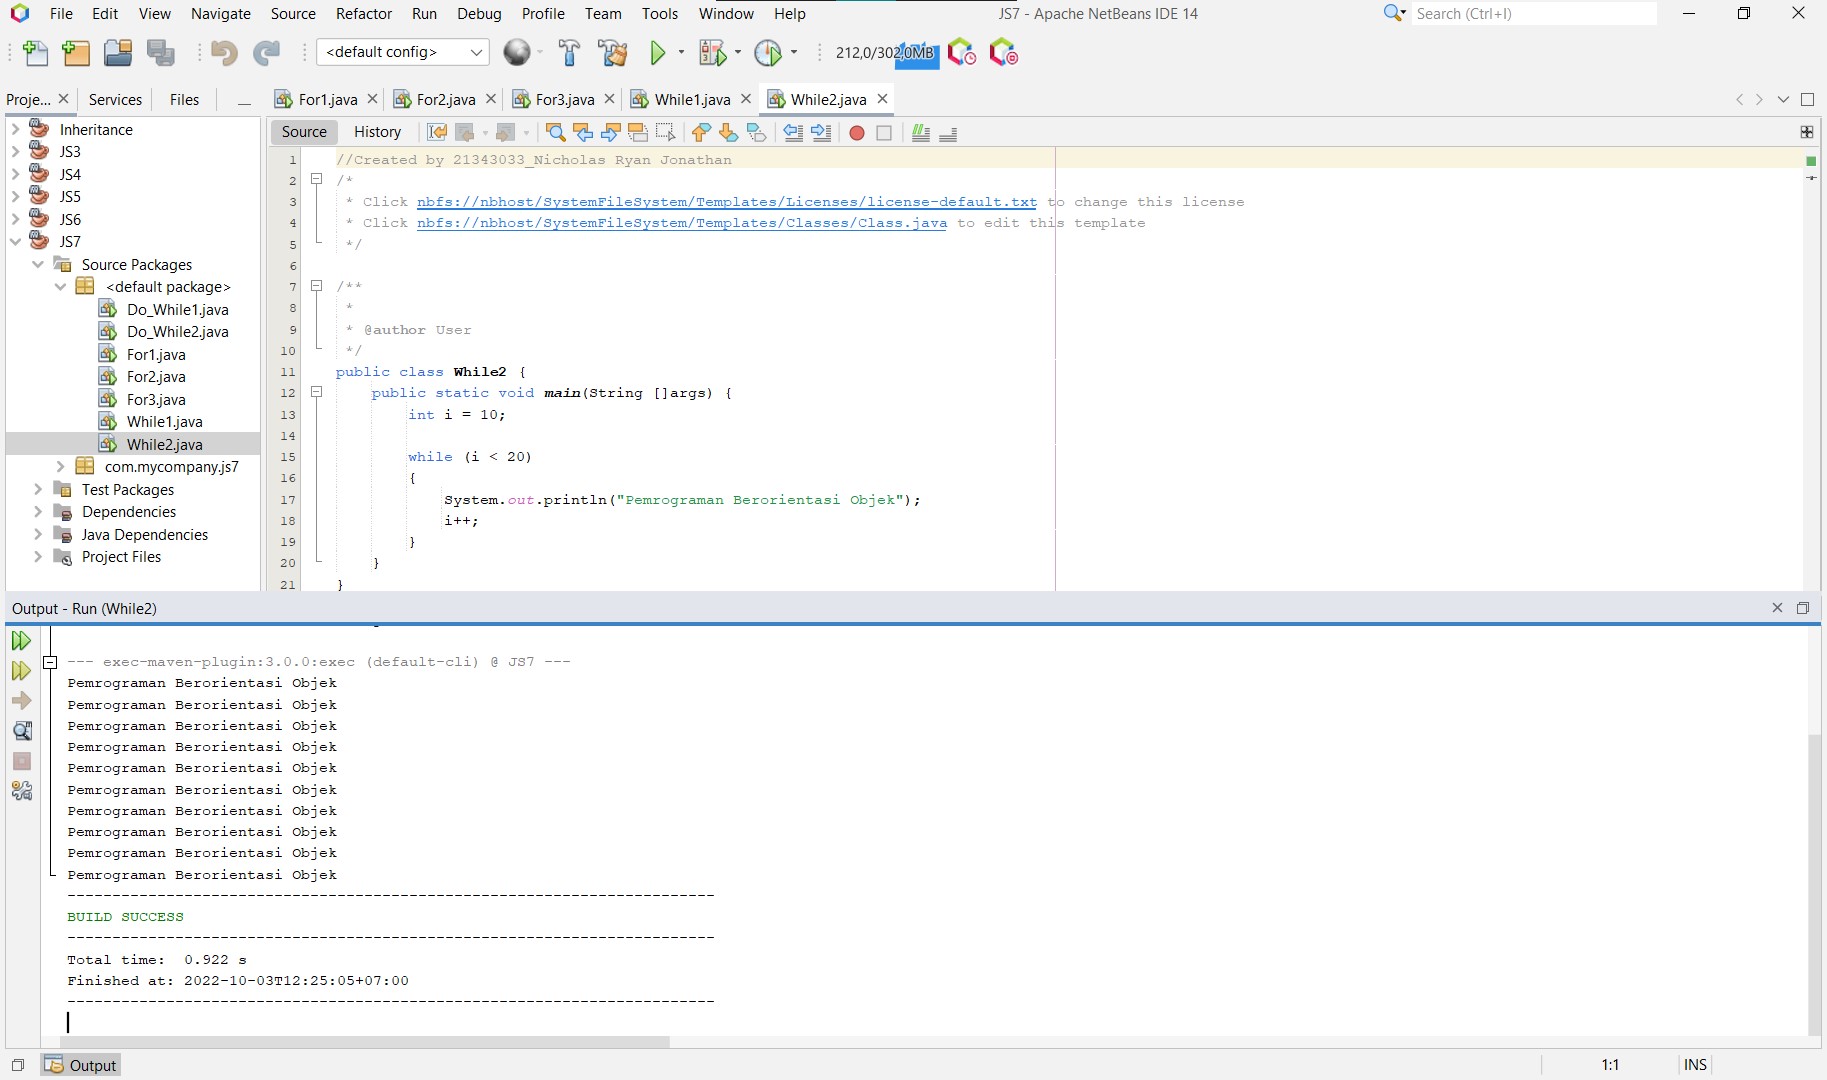 File Edit View Navigate Source Refactor Run Debug Profile Team Tools Window Help JS7 - Apache NetBeans IDE 14 Search (Ctrl+I)
<default config> 212,0/302,0MB
Proje... Services Files For1.java For2.java For3.java While1.java While2.java
Source History
Inheritance
JS3
JS4
JS5
JS6
JS7
Source Packages
<default package>
Do_While1.java
Do_While2.java
For1.java
For2.java
For3.java
While1.java
While2.java
com.mycompany.js7
Test Packages
Dependencies
Java Dependencies
Project Files
1 //Created by 21343033_Nicholas Ryan Jonathan
2 /*
3 * Click nbfs://nbhost/SystemFileSystem/Templates/Licenses/license-default.txt to change this license
4 * Click nbfs://nbhost/SystemFileSystem/Templates/Classes/Class.java to edit this template
5 */
6
7 /**
8 *
9 * @author User
10 */
11 public class While2 {
12 public static void main(String []args) {
13 int i = 10;
14
15 while (i < 20)
16 {
17 System.out.println("Pemrograman Berorientasi Objek");
18 i++;
19 }
20 }
21 }
Output - Run (While2)
--- exec-maven-plugin:3.0.0:exec (default-cli) @ JS7 ---
Pemrograman Berorientasi Objek
Pemrograman Berorientasi Objek
Pemrograman Berorientasi Objek
Pemrograman Berorientasi Objek
Pemrograman Berorientasi Objek
Pemrograman Berorientasi Objek
Pemrograman Berorientasi Objek
Pemrograman Berorientasi Objek
Pemrograman Berorientasi Objek
Pemrograman Berorientasi Objek
------------------------------------------------------------------------
BUILD SUCCESS
------------------------------------------------------------------------
Total time: 0.922 s
Finished at: 2022-10-03T12:25:05+07:00
------------------------------------------------------------------------
Output 1:1 INS